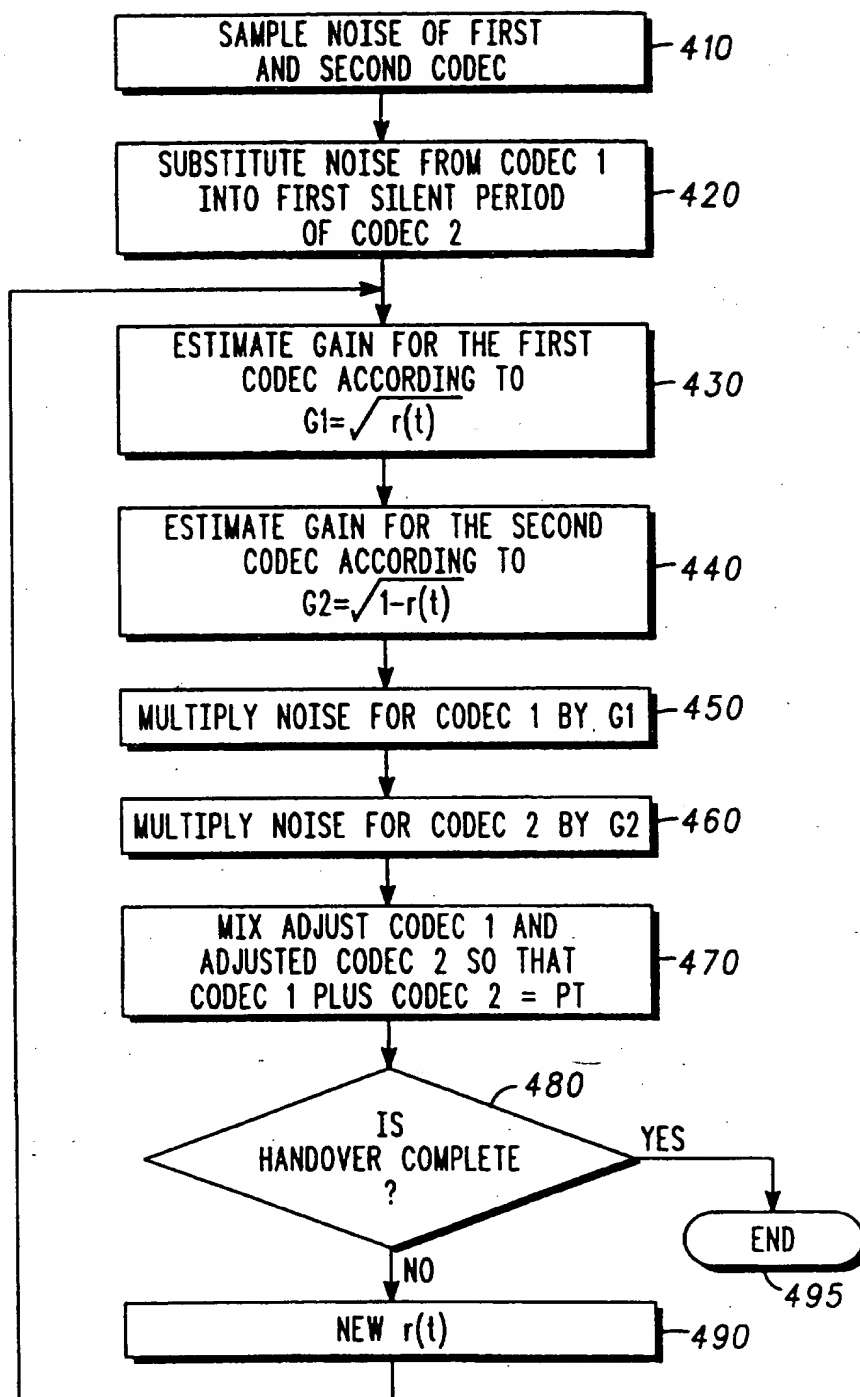 SAMPLE NOISE OF FIRST
AND SECOND CODEC
410
SUBSTITUTE NOISE FROM CODEC 1
INTO FIRST SILENT PERIOD
OF CODEC 2
420
ESTIMATE GAIN FOR THE FIRST
CODEC ACCORDING TO
G1=√r(t)
430
ESTIMATE GAIN FOR THE SECOND
CODEC ACCORDING TO
G2=√1-r(t)
440
MULTIPLY NOISE FOR CODEC 1 BY G1
450
MULTIPLY NOISE FOR CODEC 2 BY G2
460
MIX ADJUST CODEC 1 AND
ADJUSTED CODEC 2 SO THAT
CODEC 1 PLUS CODEC 2 = PT
470
480
IS
HANDOVER COMPLETE
?
YES
END
495
NO
NEW r(t)
490